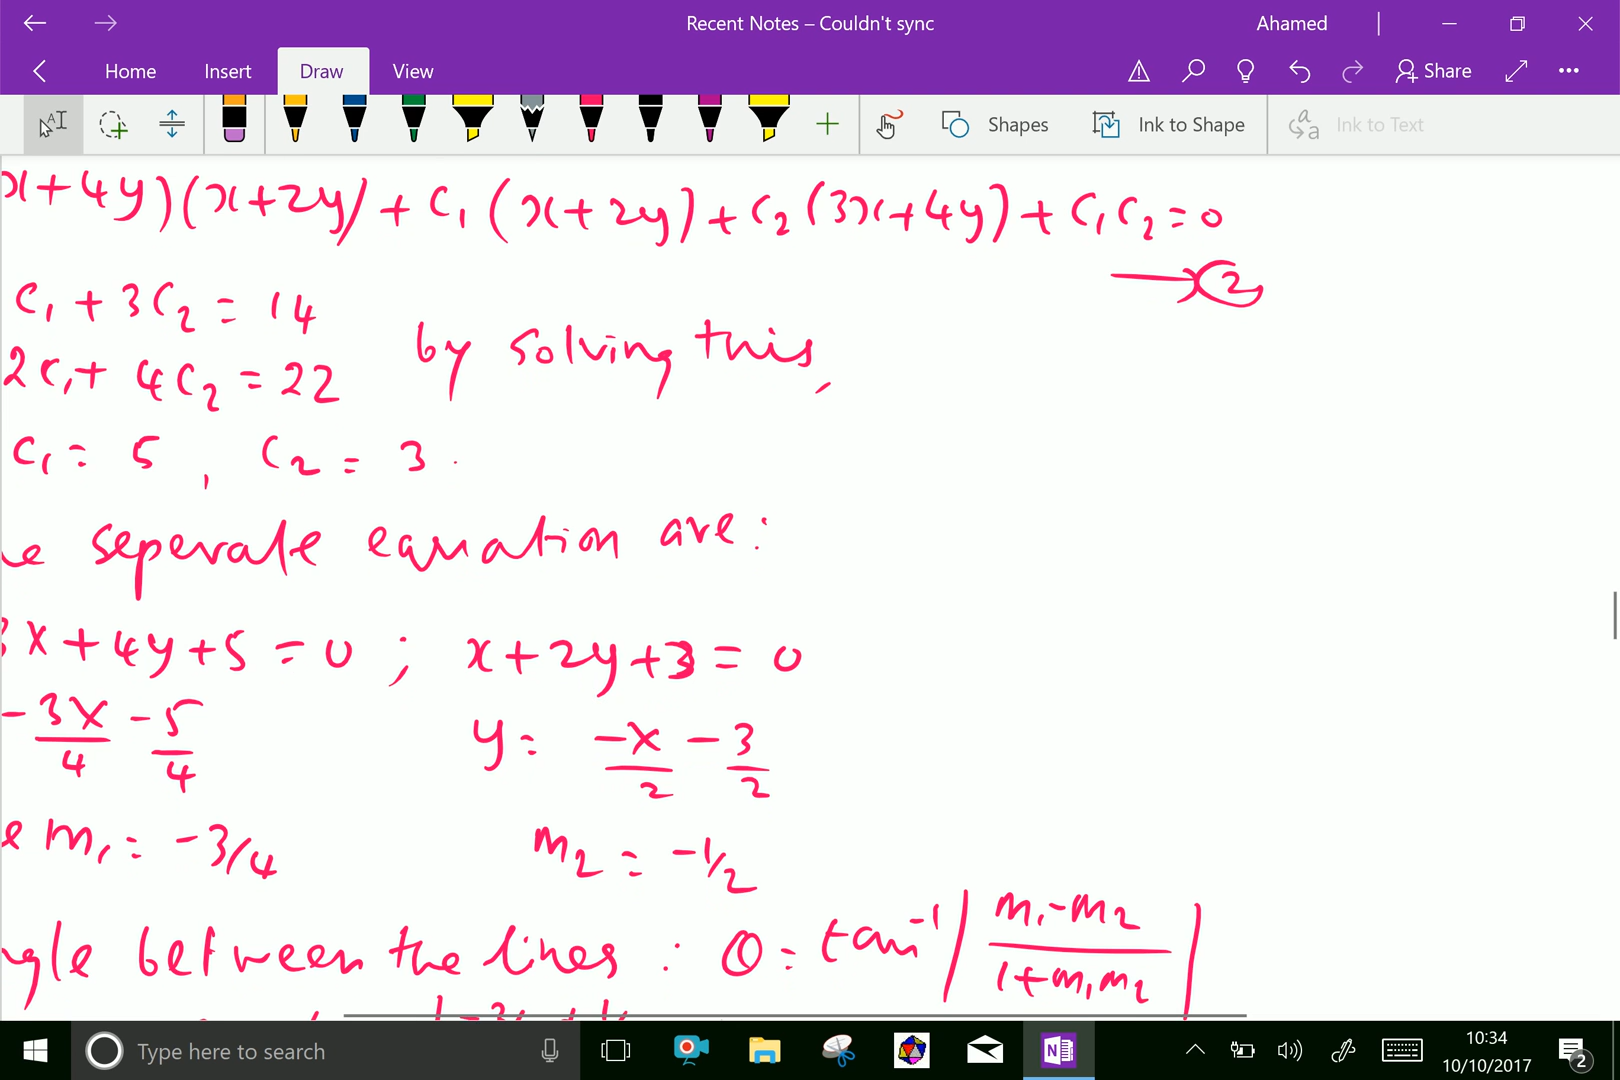 Recent Notes – Couldn't sync
Ahamed
Home Insert Draw View
Share
Shapes
Ink to Shape
Ink to Text
x+4y)(x+2y)+C₁(x+2y)+C₂(3x+4y)+C₁C₂=0
→②
C₁+3C₂=14
2C₁+4C₂=22
by solving this,
C₁=5, C₂=3.
seperate equation are:
3x+4y+5=0; x+2y+3=0
-3x/4 -5/4
y= -x/2 -3/2
m₁= -3/4
m₂= -1/2
between the lines: θ=tan⁻¹|m₁-m₂/1+m₁m₂|
Type here to search
10:34
10/10/2017
2